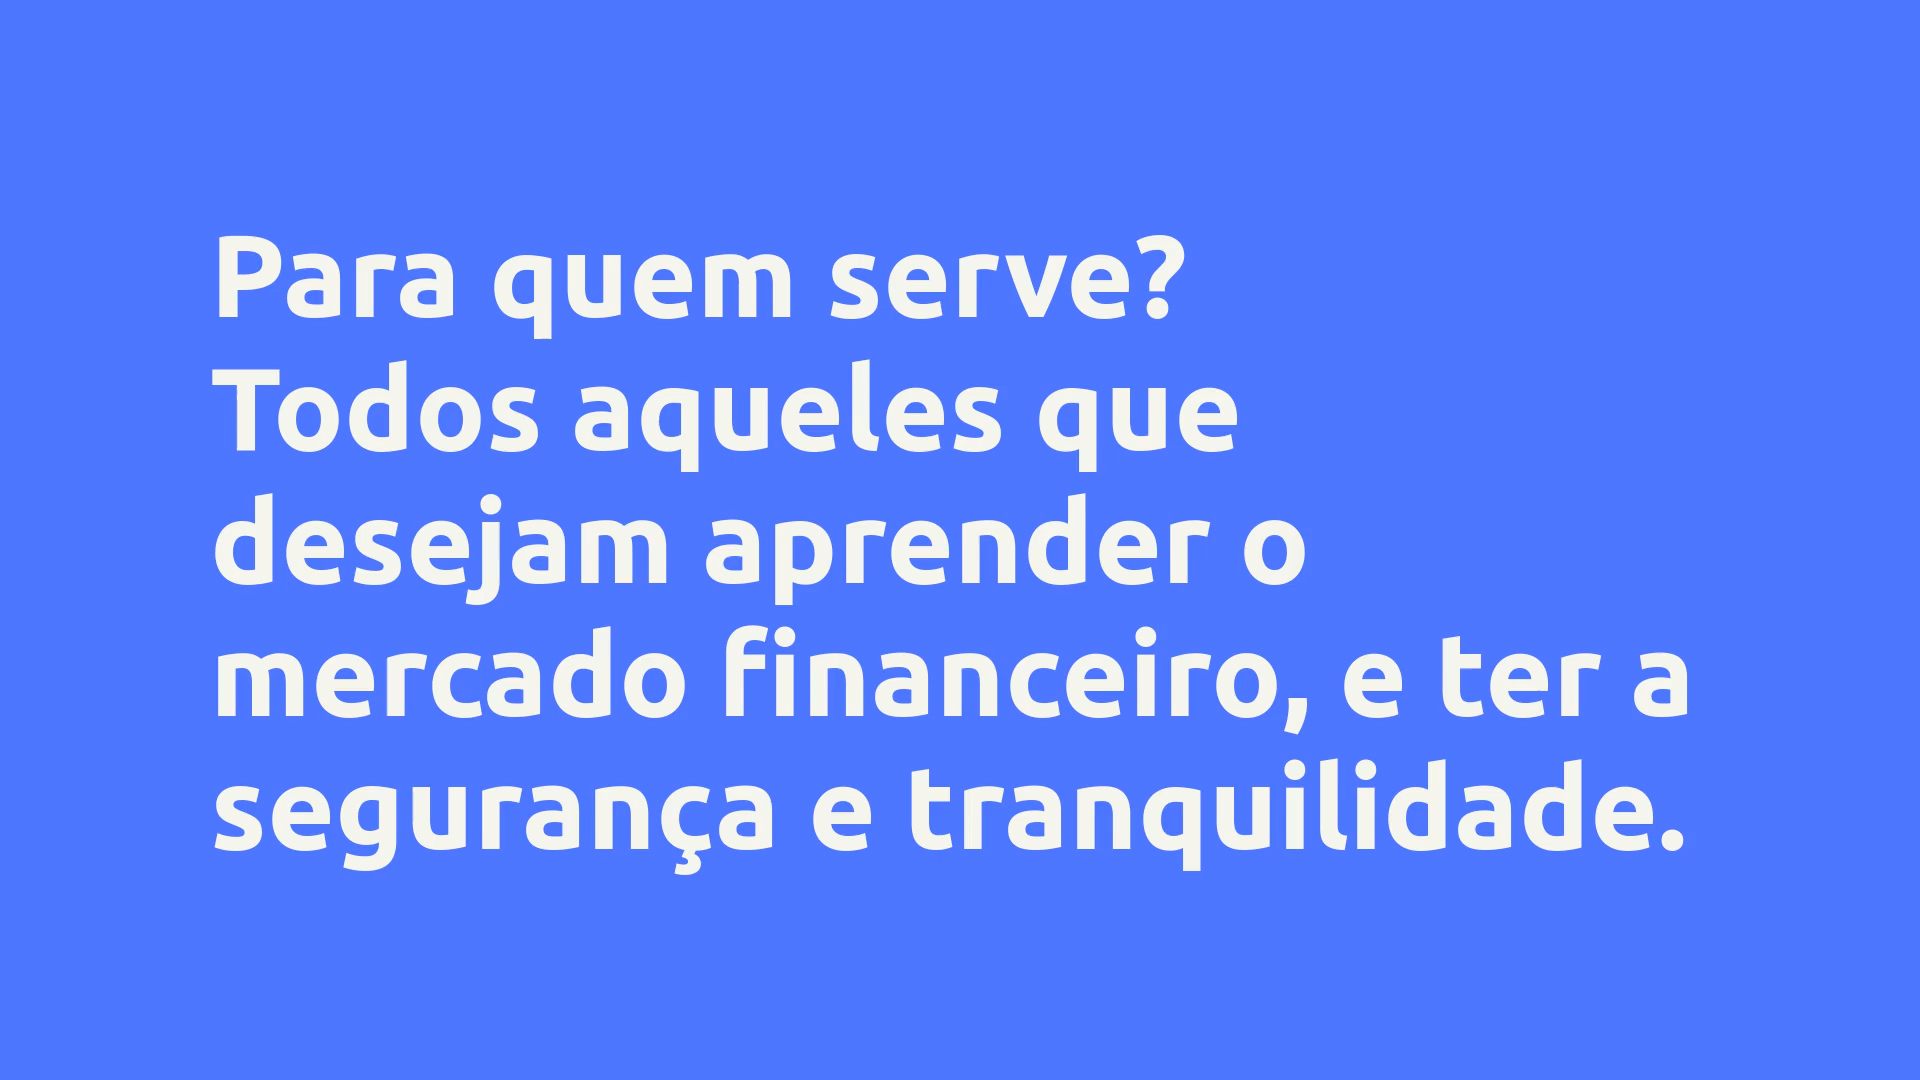 Para quem serve?
Todos aqueles que
desejam aprender o
mercado financeiro, e ter a
segurança e tranquilidade.